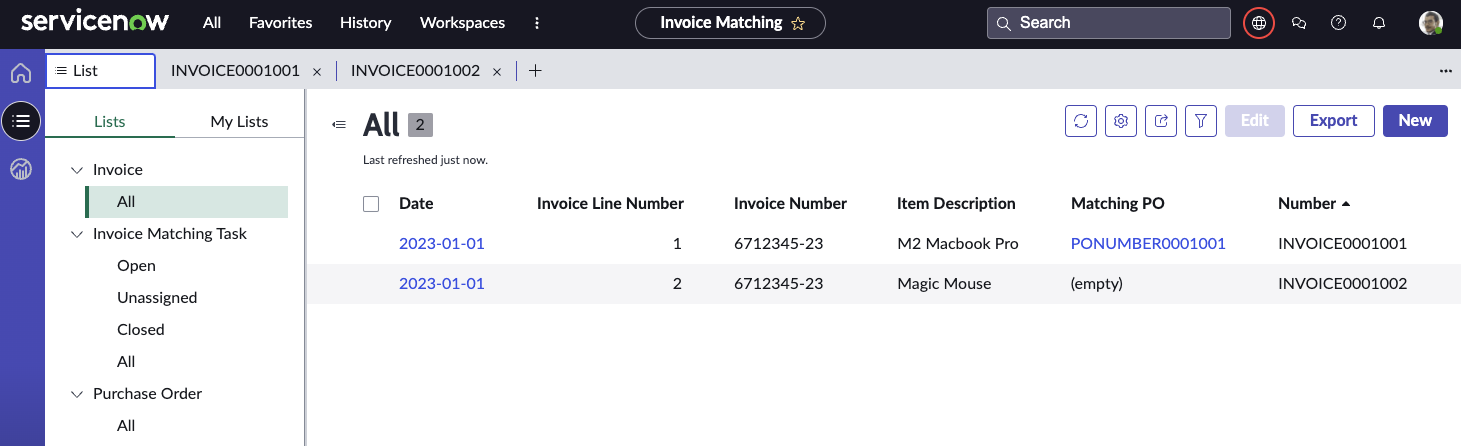 servicenow All Favorites History Workspaces Invoice Matching Search
List INVOICE0001001 INVOICE0001002
Lists My Lists
Invoice
All
Invoice Matching Task
Open
Unassigned
Closed
All
Purchase Order
All
All 2 Edit Export New
Last refreshed just now.
Date Invoice Line Number Invoice Number Item Description Matching PO Number
2023-01-01 1 6712345-23 M2 Macbook Pro PONUMBER0001001 INVOICE0001001
2023-01-01 2 6712345-23 Magic Mouse (empty) INVOICE0001002